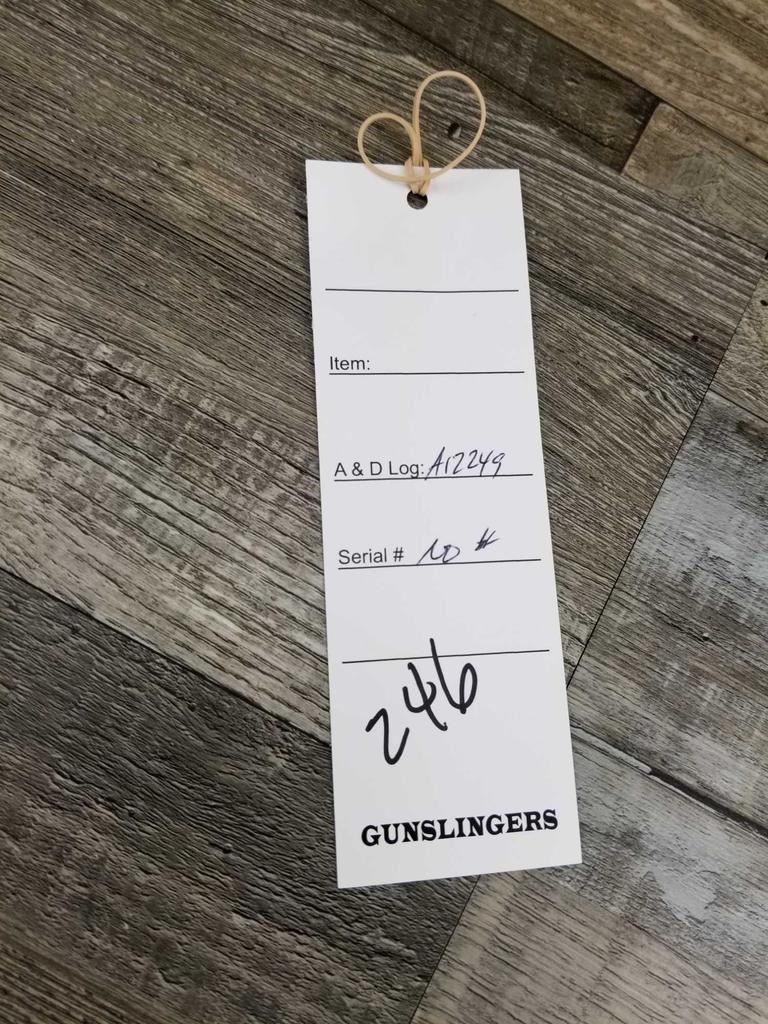 Item:
A & D Log: A12249
Serial # NO #
246
GUNSLINGERS